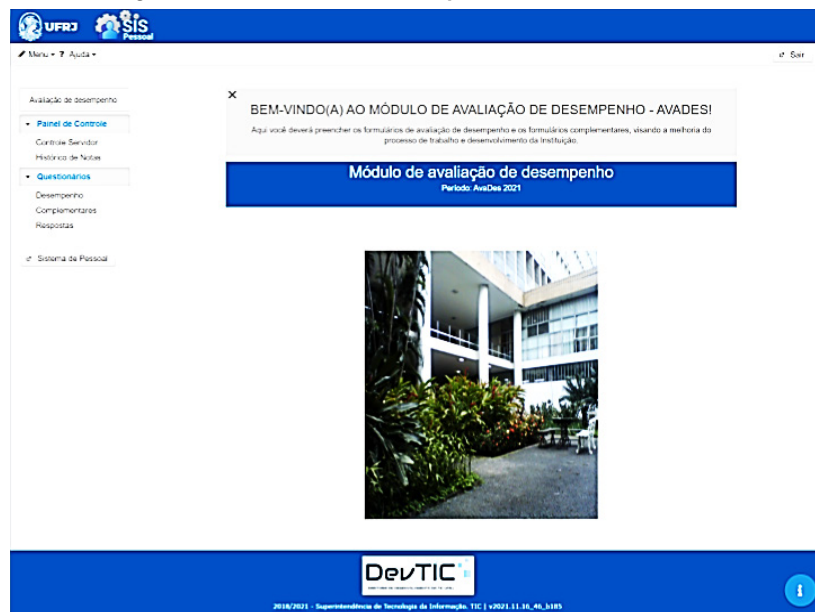 UFRJ
Sis
Pessoal
Menu
? Ajuda
Sair
Avaliação de desempenho
Painel de Controle
Controle Servidor
Histórico de Notas
Questionários
Desempenho
Complementares
Respostas
Sistema de Pessoal
×
BEM-VINDO(A) AO MÓDULO DE AVALIAÇÃO DE DESEMPENHO - AVADES!
Aqui você deverá preencher os formulários de avaliação de desempenho e os formulários complementares, visando a melhoria do
processo de trabalho e desenvolvimento da Instituição.
Módulo de avaliação de desempenho
Período: AvaDes 2021
DevTIC
2018/2021 - Superintendência de Tecnologia da Informação. TIC | v2021.11.16_46_b185
i